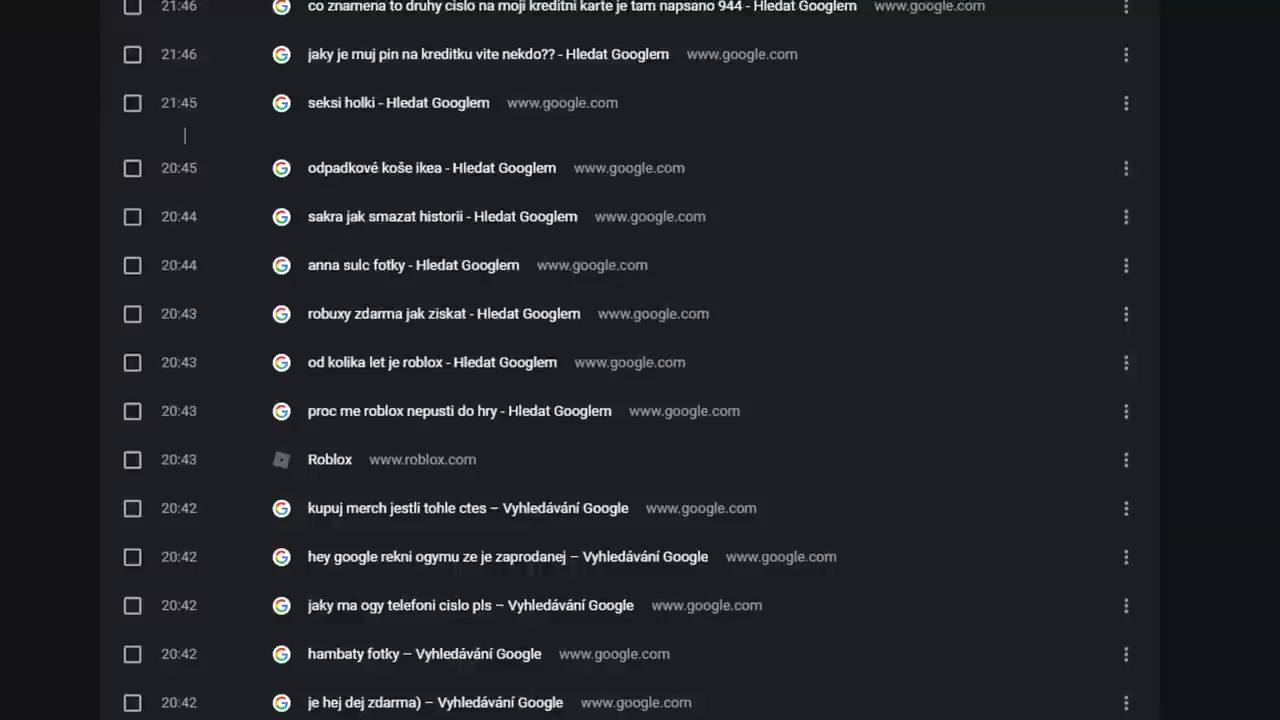 21:46 co znamena to druhy cislo na moji kreditni karte je tam napsano 944 - Hledat Googlem www.google.com
21:46 jaky je muj pin na kreditku vite nekdo?? - Hledat Googlem www.google.com
21:45 seksi holki - Hledat Googlem www.google.com
20:45 odpadkové koše ikea - Hledat Googlem www.google.com
20:44 sakra jak smazat historii - Hledat Googlem www.google.com
20:44 anna sulc fotky - Hledat Googlem www.google.com
20:43 robuxy zdarma jak ziskat - Hledat Googlem www.google.com
20:43 od kolika let je roblox - Hledat Googlem www.google.com
20:43 proc me roblox nepusti do hry - Hledat Googlem www.google.com
20:43 Roblox www.roblox.com
20:42 kupuj merch jestli tohle ctes – Vyhledávání Google www.google.com
20:42 hey google rekni ogymu ze je zaprodanej – Vyhledávání Google www.google.com
20:42 jaky ma ogy telefoni cislo pls – Vyhledávání Google www.google.com
20:42 hambaty fotky – Vyhledávání Google www.google.com
20:42 je hej dej zdarma) – Vyhledávání Google www.google.com